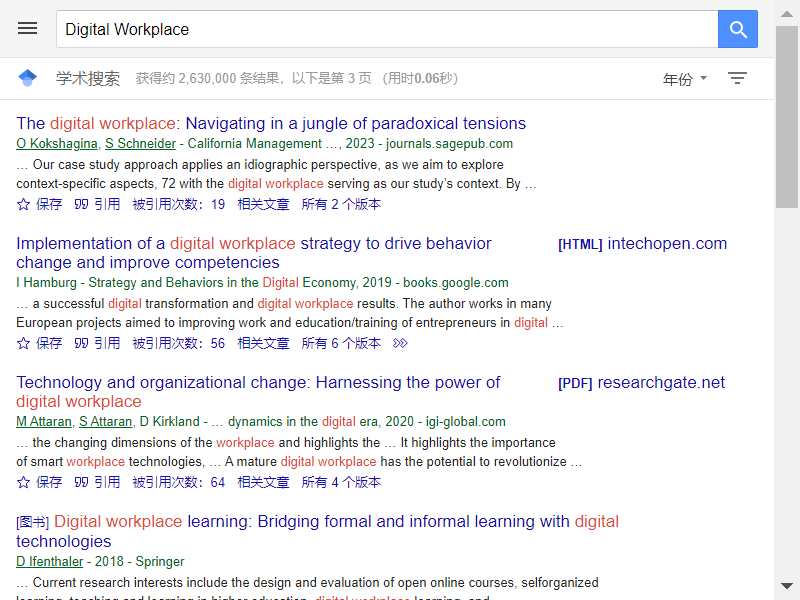 Digital Workplace
学术搜索 获得约 2,630,000 条结果，以下是第 3 页 （用时0.06秒） 年份
The digital workplace: Navigating in a jungle of paradoxical tensions
O Kokshagina, S Schneider - California Management …, 2023 - journals.sagepub.com
… Our case study approach applies an idiographic perspective, as we aim to explore
context-specific aspects, 72 with the digital workplace serving as our study's context. By …
保存 引用 被引用次数：19 相关文章 所有 2 个版本
Implementation of a digital workplace strategy to drive behavior
change and improve competencies
[HTML] intechopen.com
I Hamburg - Strategy and Behaviors in the Digital Economy, 2019 - books.google.com
… a successful digital transformation and digital workplace results. The author works in many
European projects aimed to improving work and education/training of entrepreneurs in digital …
保存 引用 被引用次数：56 相关文章 所有 6 个版本
Technology and organizational change: Harnessing the power of
digital workplace
[PDF] researchgate.net
M Attaran, S Attaran, D Kirkland - … dynamics in the digital era, 2020 - igi-global.com
… the changing dimensions of the workplace and highlights the … It highlights the importance
of smart workplace technologies, … A mature digital workplace has the potential to revolutionize …
保存 引用 被引用次数：64 相关文章 所有 4 个版本
[图书] Digital workplace learning: Bridging formal and informal learning with digital
technologies
D Ifenthaler - 2018 - Springer
… Current research interests include the design and evaluation of open online courses, selforganized
learning, teaching and learning in higher education, digital workplace learning, and